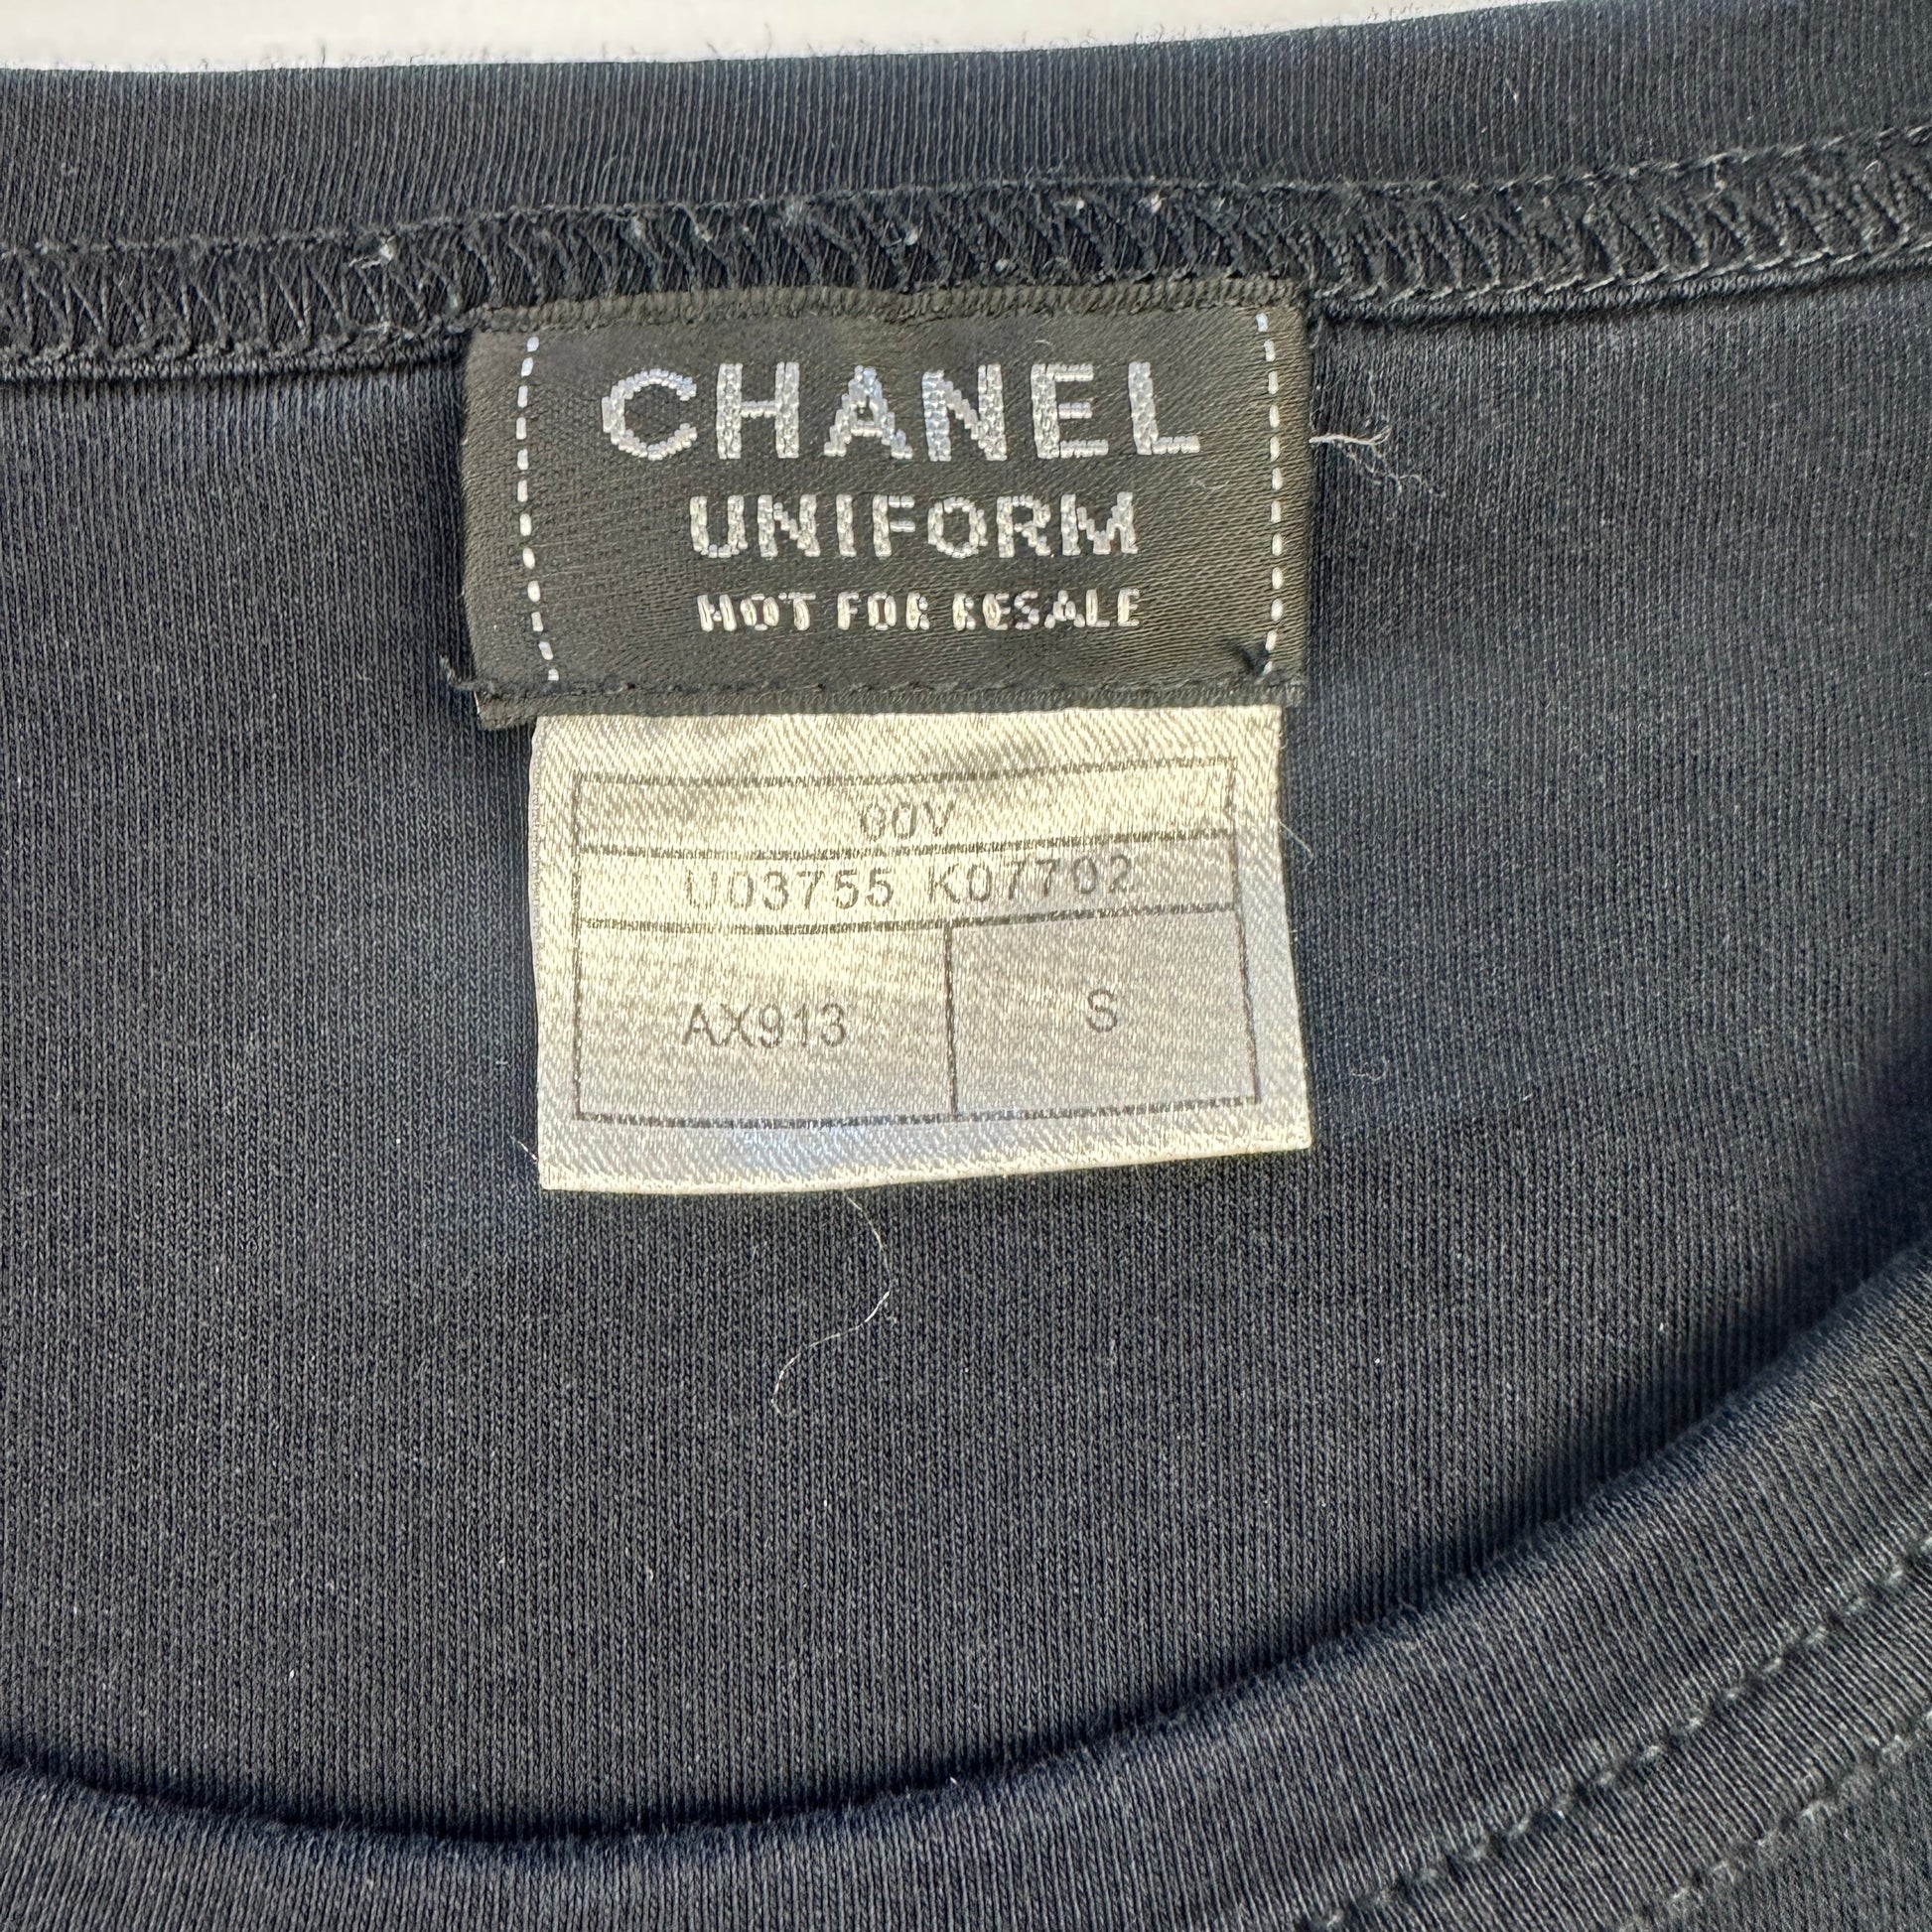 CHANEL
UNIFORM
NOT FOR RESALE
00V
U03755 K07702
AX913 S